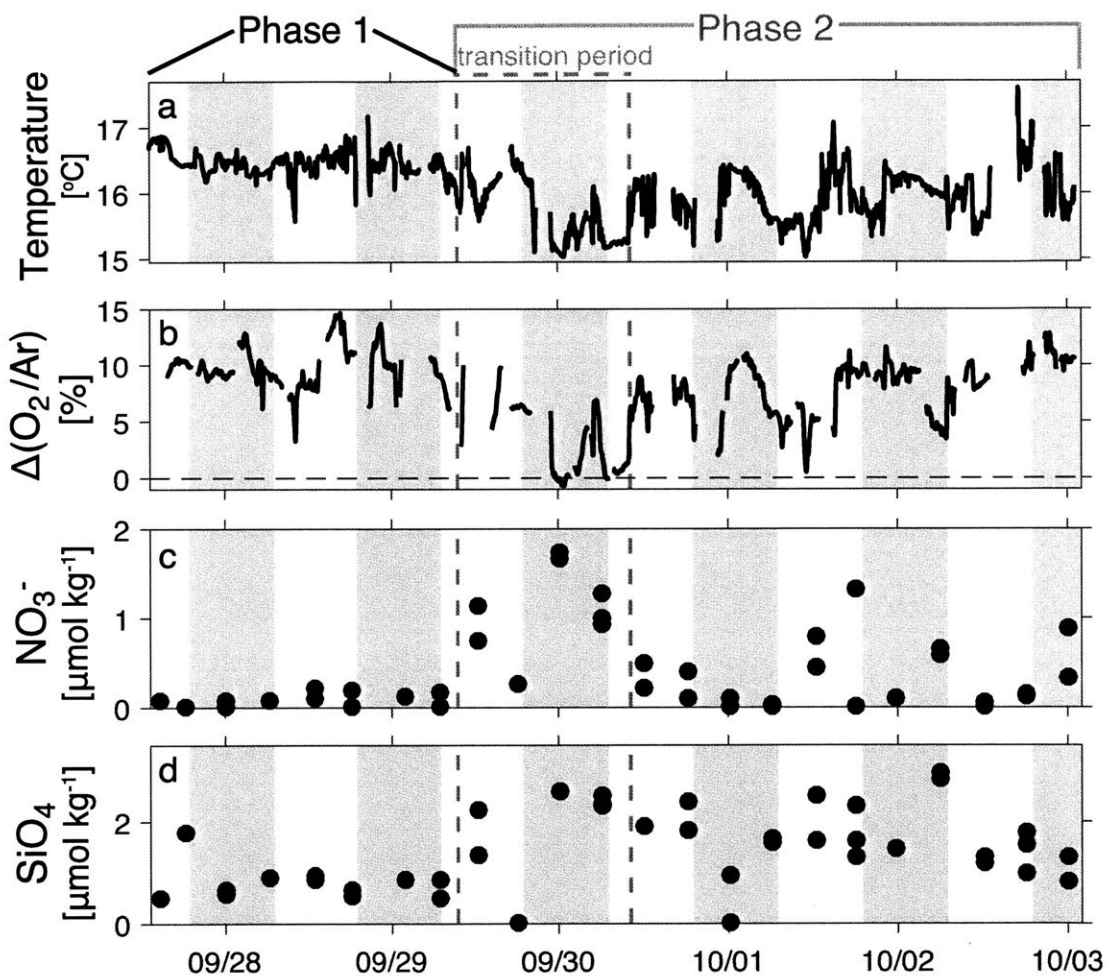 Phase 1
Phase 2
transition period
a
Temperature
[ºC]
17
16
15
b
Δ(O₂/Ar)
[%]
15
10
5
0
c
NO₃⁻
[µmol kg⁻¹]
2
1
0
d
SiO₄
[µmol kg⁻¹]
2
0
09/28
09/29
09/30
10/01
10/02
10/03